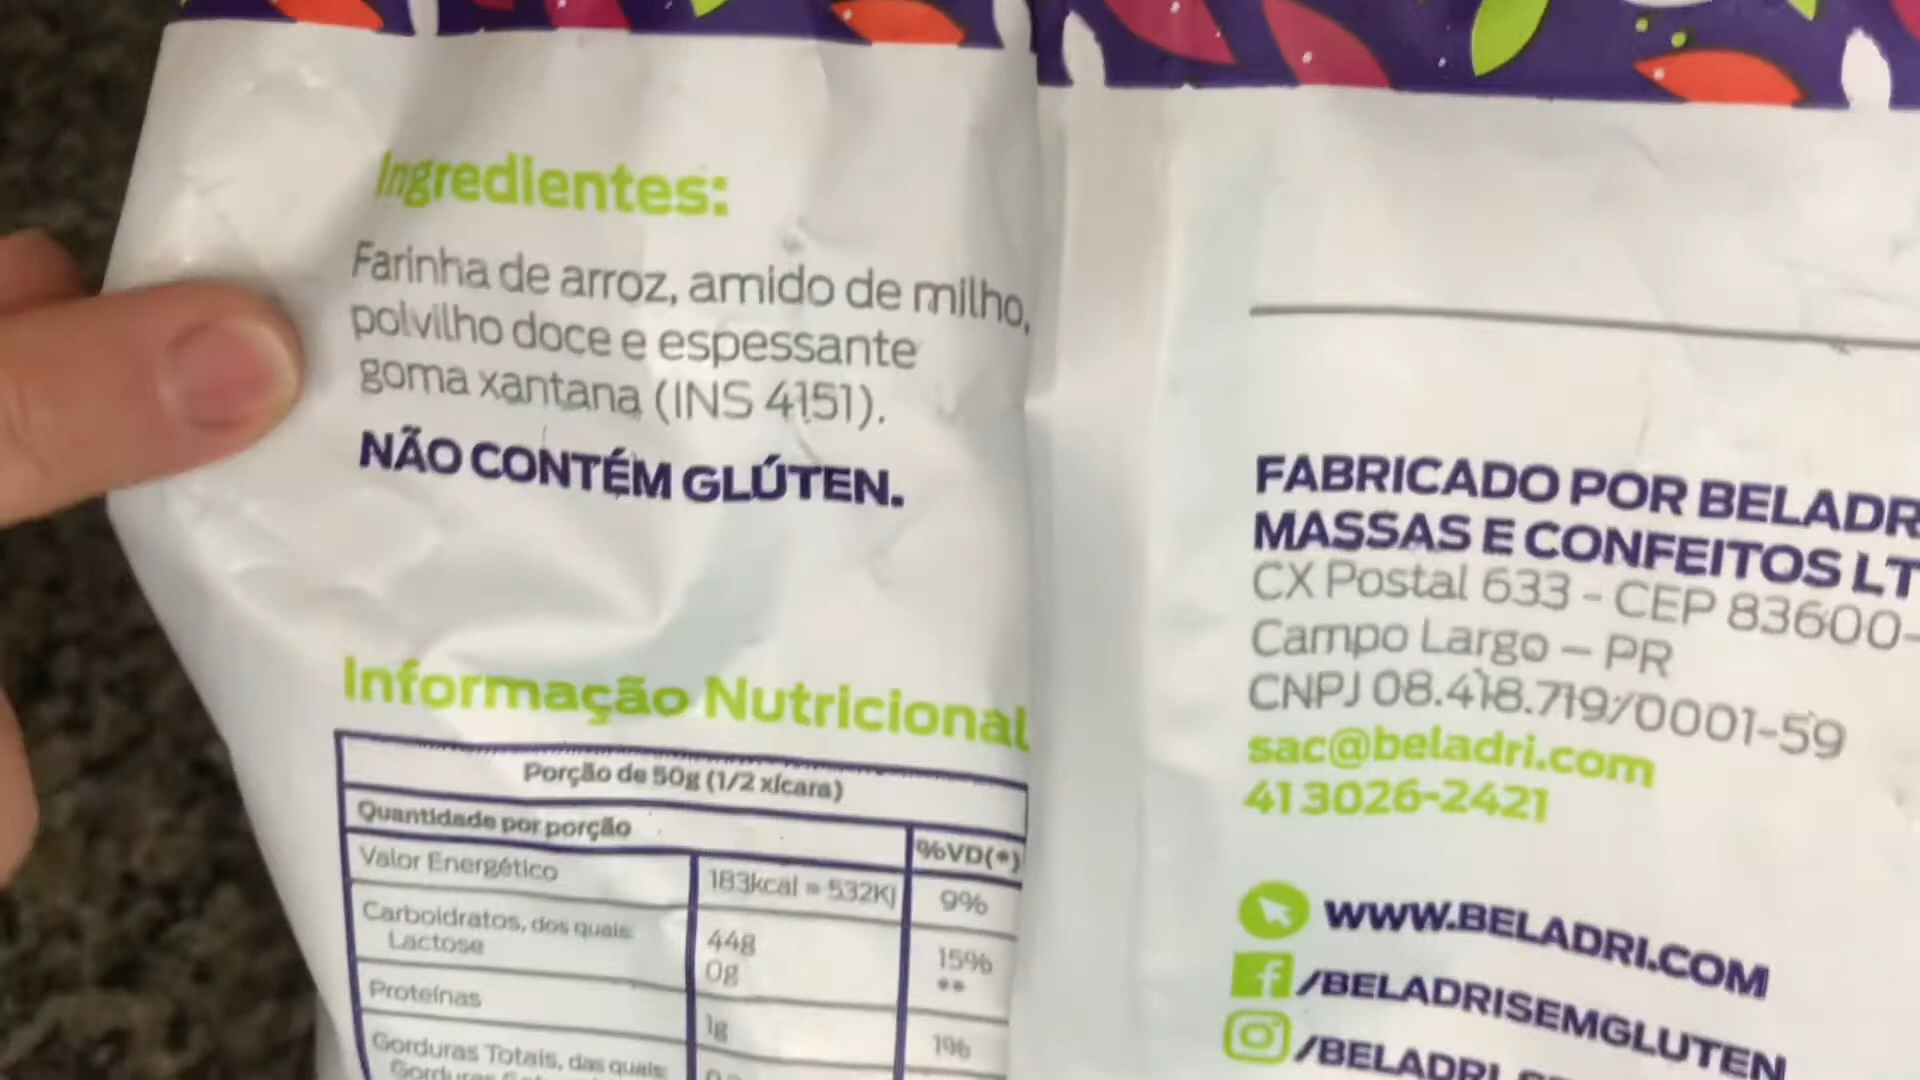 Ingredientes:
Farinha de arroz, amido de milho,
polvilho doce e espessante
goma xantana (INS 4151).
NÃO CONTÉM GLÚTEN.
Informação Nutricional
Porção de 50g (1/2 xícara)
Quantidade por porção
%VD(*)
Valor Energético 183kcal = 532KJ 9%
Carboidratos, dos quais: 44g 15%
Lactose 0g **
Proteínas 1g 1%
Gorduras Totais, das quais:
FABRICADO POR BELADR
MASSAS E CONFEITOS LT
CX Postal 633 - CEP 83600-
Campo Largo – PR
CNPJ 08.418.719/0001-59
sac@beladri.com
41 3026-2421
WWW.BELADRI.COM
/BELADRISEMGLUTEN
/BELADRI